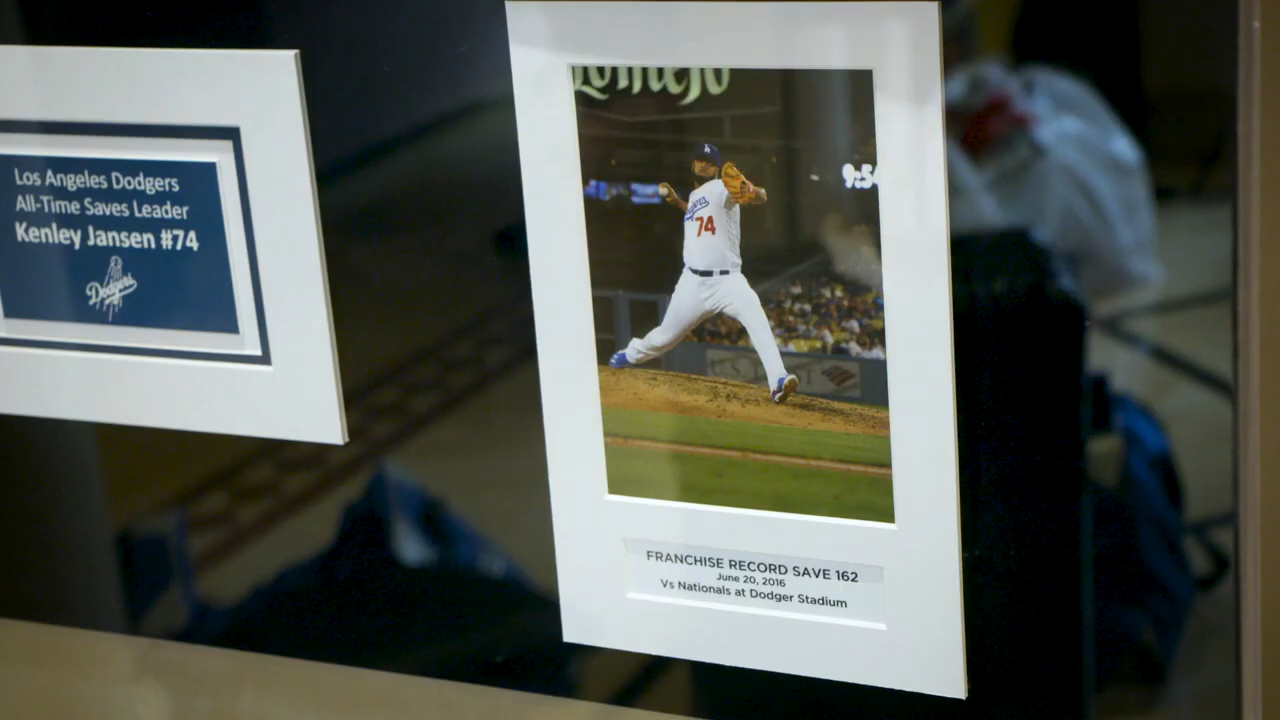 Los Angeles Dodgers
All-Time Saves Leader
Kenley Jansen #74
Dodgers
74
FRANCHISE RECORD SAVE 162
June 20, 2016
Vs Nationals at Dodger Stadium